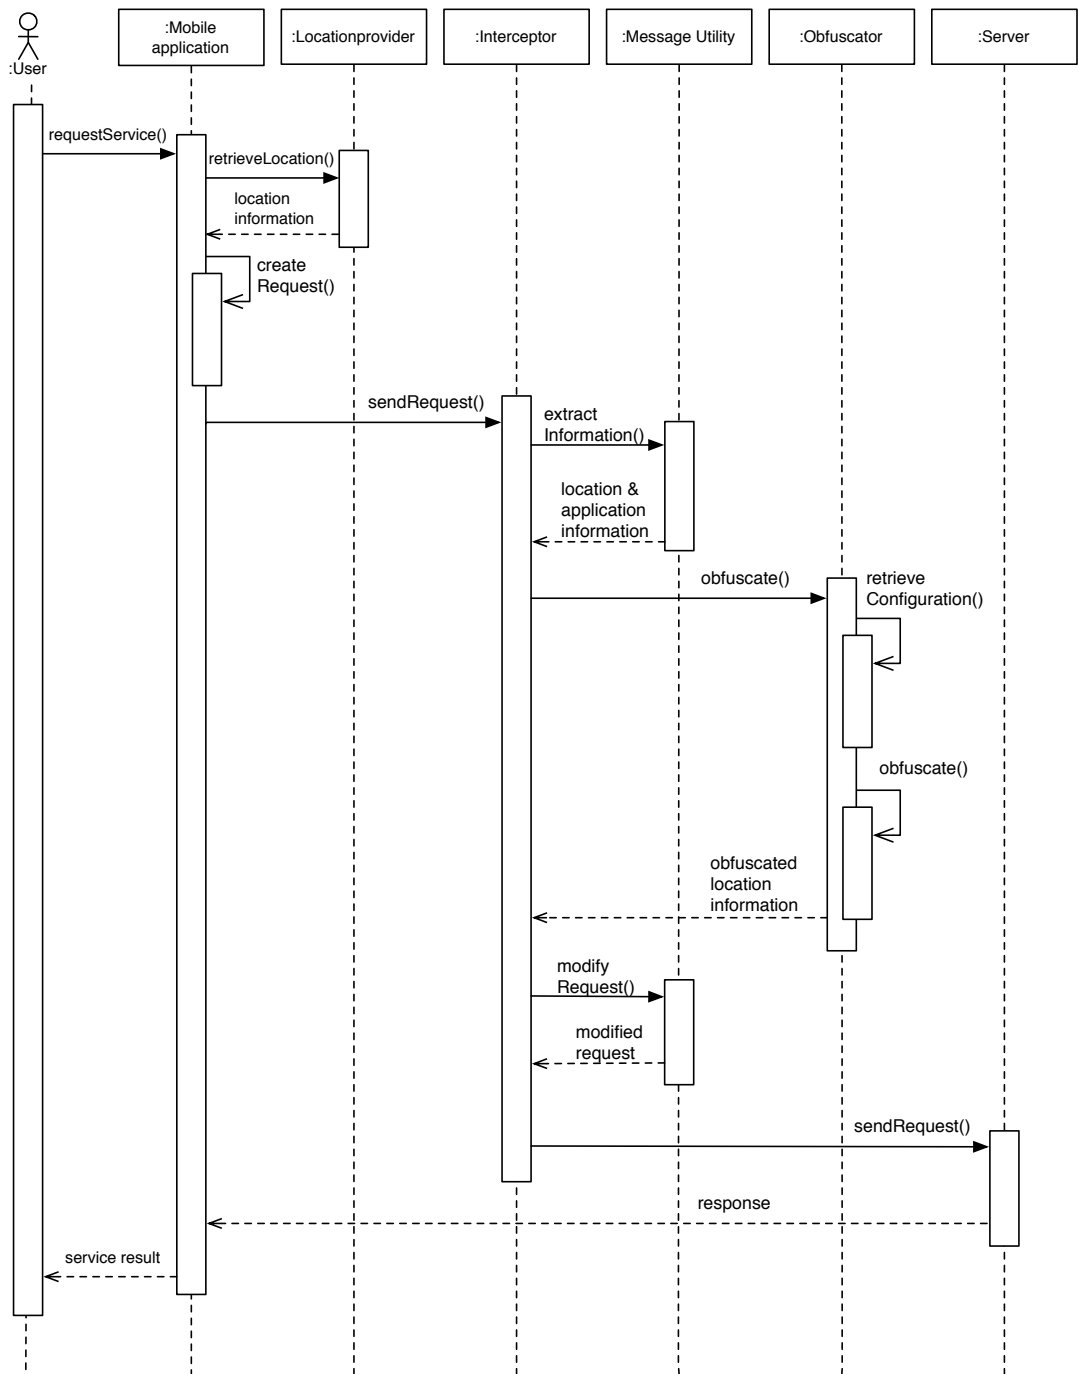 :User
:Mobile
application
:Locationprovider
:Interceptor
:Message Utility
:Obfuscator
:Server
requestService()
retrieveLocation()
location
information
create
Request()
sendRequest()
extract
Information()
location &
application
information
obfuscate()
retrieve
Configuration()
obfuscate()
obfuscated
location
information
modify
Request()
modified
request
sendRequest()
response
service result